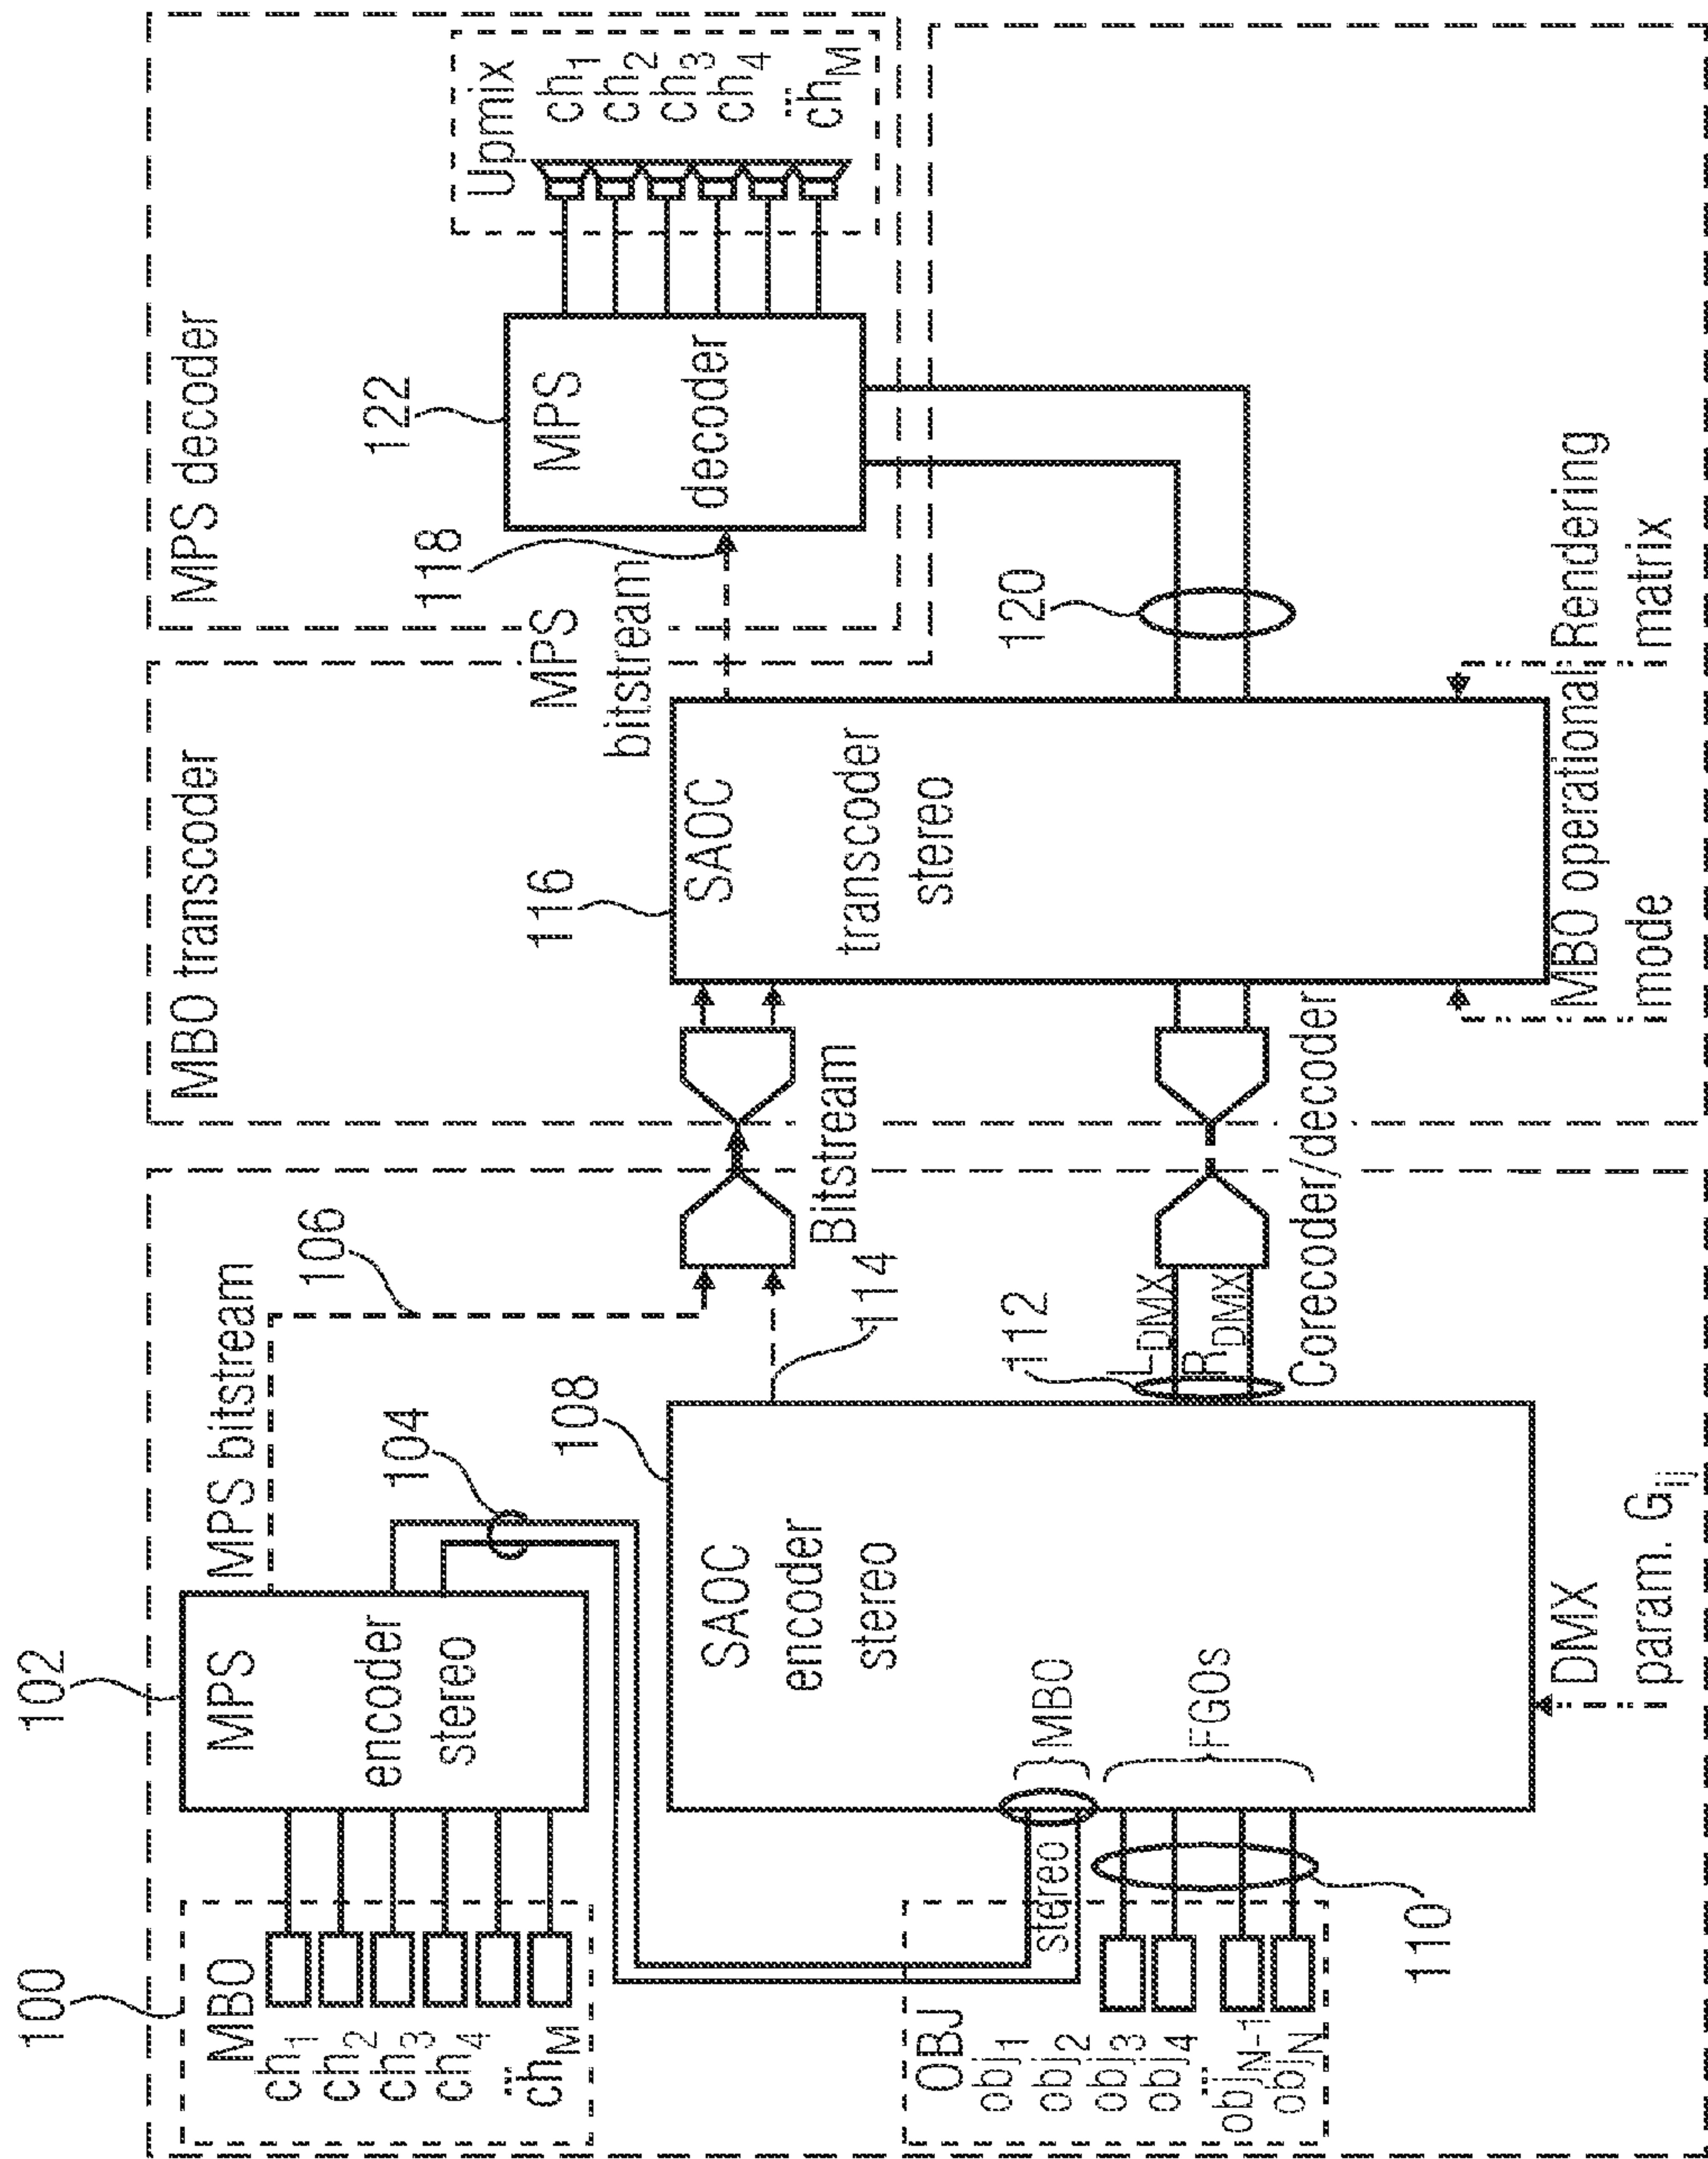 100
MBO
ch1
ch2
ch3
ch4
...
chM
102
MPS
encoder
stereo
MPS bitstream
106
104
OBJ
obj1
obj2
obj3
obj4
...
objN-1
objN
stereo
110
MBO
FGOs
108
SAOC
encoder
stereo
DMX
param. Gij
114
112
LDMX
RDMX
Bitstream
Corecoder/decoder
MBO transcoder
116
SAOC
transcoder
stereo
MBO operational
mode
Rendering
matrix
MPS
bitstream
118
120
MPS decoder
122
MPS
decoder
Upmix
ch1
ch2
ch3
ch4
...
chM